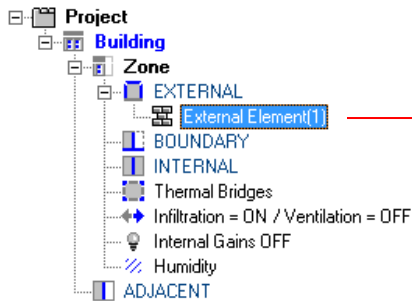 Project
Building
Zone
EXTERNAL
External Element(1)
BOUNDARY
INTERNAL
Thermal Bridges
Infiltration = ON / Ventilation = OFF
Internal Gains OFF
Humidity
ADJACENT